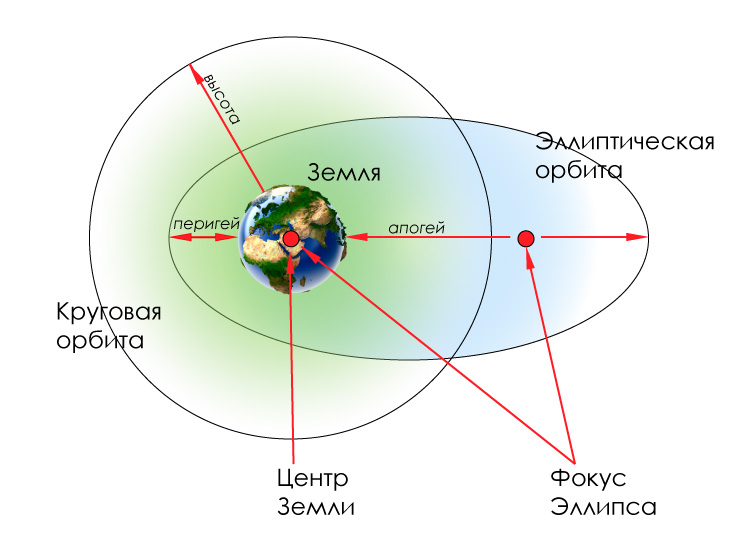 высота
Эллиптическая
орбита
Земля
перигей
апогей
Круговая
орбита
Центр
Земли
Фокус
Эллипса